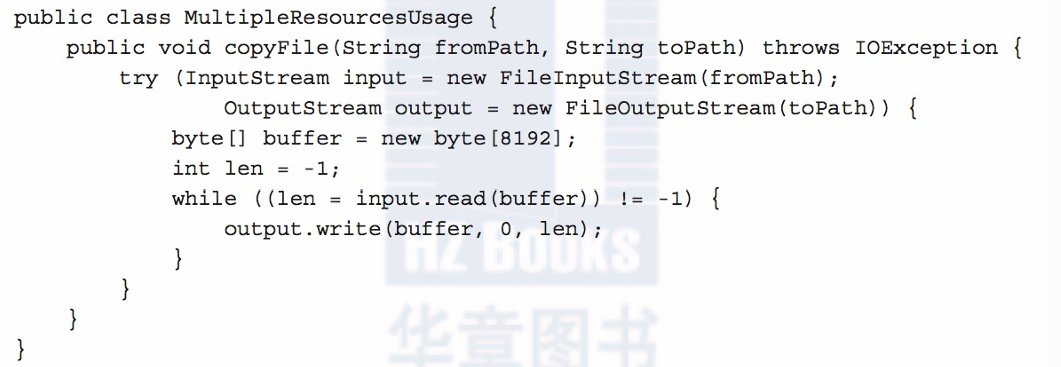 public class MultipleResourcesUsage {
    public void copyFile(String fromPath, String toPath) throws IOException {
        try (InputStream input = new FileInputStream(fromPath);
                OutputStream output = new FileOutputStream(toPath)) {
            byte[] buffer = new byte[8192];
            int len = -1;
            while ((len = input.read(buffer)) != -1) {
                output.write(buffer, 0, len);
            }
        }
    }
}
HZ BOOKS
华章图书